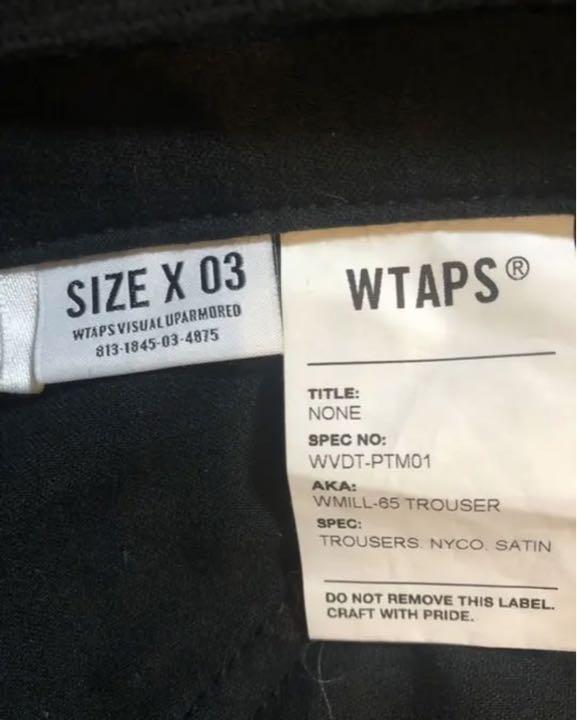 SIZE X 03
WTAPS VISUAL UPARMORED
813-1845-03-4875
WTAPS®
TITLE:
NONE
SPEC NO:
WVDT-PTM01
AKA:
WMILL-65 TROUSER
SPEC:
TROUSERS. NYCO. SATIN
DO NOT REMOVE THIS LABEL.
CRAFT WITH PRIDE.